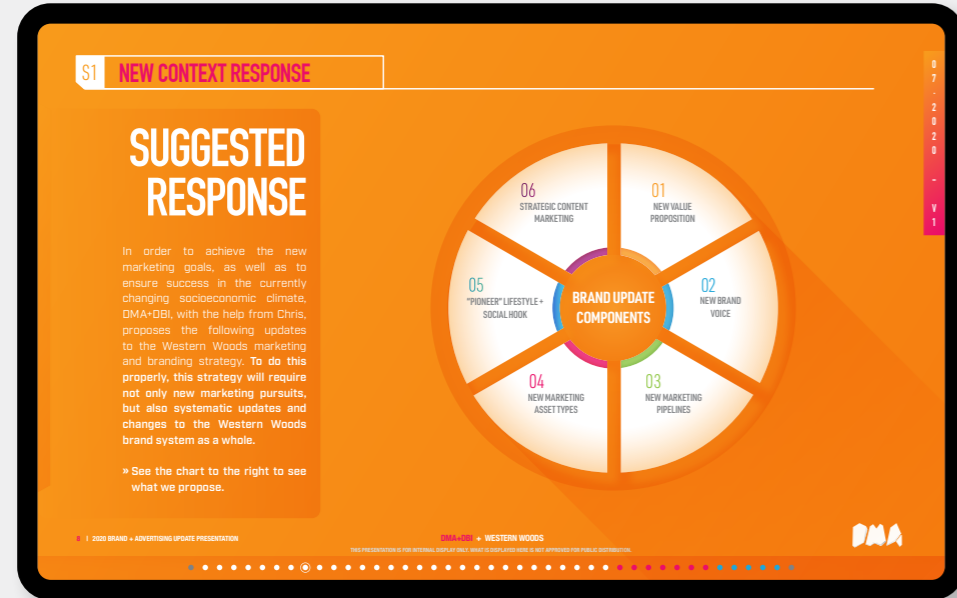 S1 NEW CONTEXT RESPONSE
07-2020 – V1
SUGGESTED
RESPONSE
In order to achieve the new
marketing goals, as well as to
ensure success in the currently
changing socioeconomic climate,
DMA+OBI, with the help from Chris,
proposes the following updates
to the Western Woods marketing
and branding strategy. To do this
properly, this strategy will require
not only new marketing pursuits,
but also systematic updates and
changes to the Western Woods
brand system as a whole.
» See the chart to the right to see
what we propose.
06
STRATEGIC CONTENT
MARKETING
01
NEW VALUE
PROPOSITION
05
"PIONEER" LIFESTYLE +
SOCIAL HOOK
BRAND UPDATE
COMPONENTS
02
NEW BRAND
VOICE
04
NEW MARKETING
ASSET TYPES
03
NEW MARKETING
PIPELINES
8 | 2020 BRAND + ADVERTISING UPDATE PRESENTATION
DMA+OBI + WESTERN WOODS
THIS PRESENTATION IS FOR INTERNAL DISPLAY ONLY. WHAT IS DISPLAYED HERE IS NOT APPROVED FOR PUBLIC DISTRIBUTION.
DMA